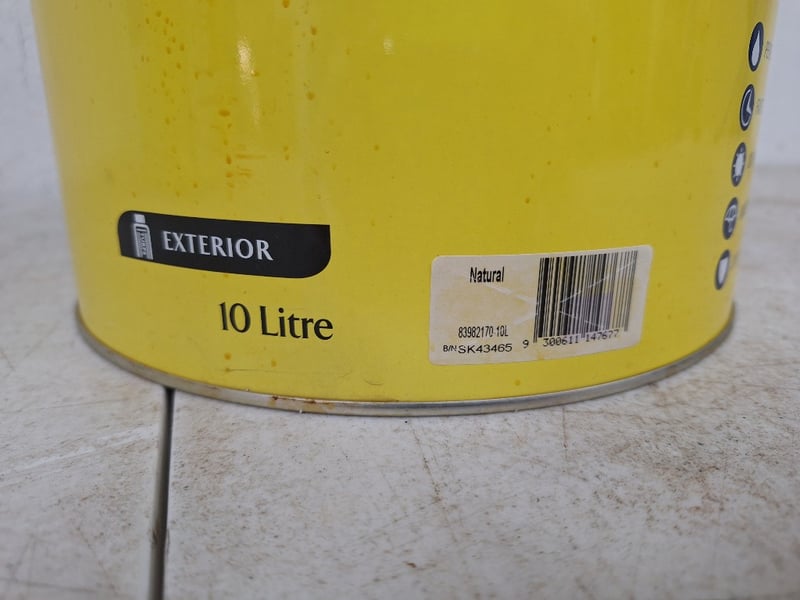 EXTERIOR
10 Litre
Natural
83982170 10L
B/N SK43465
9 300611 147677